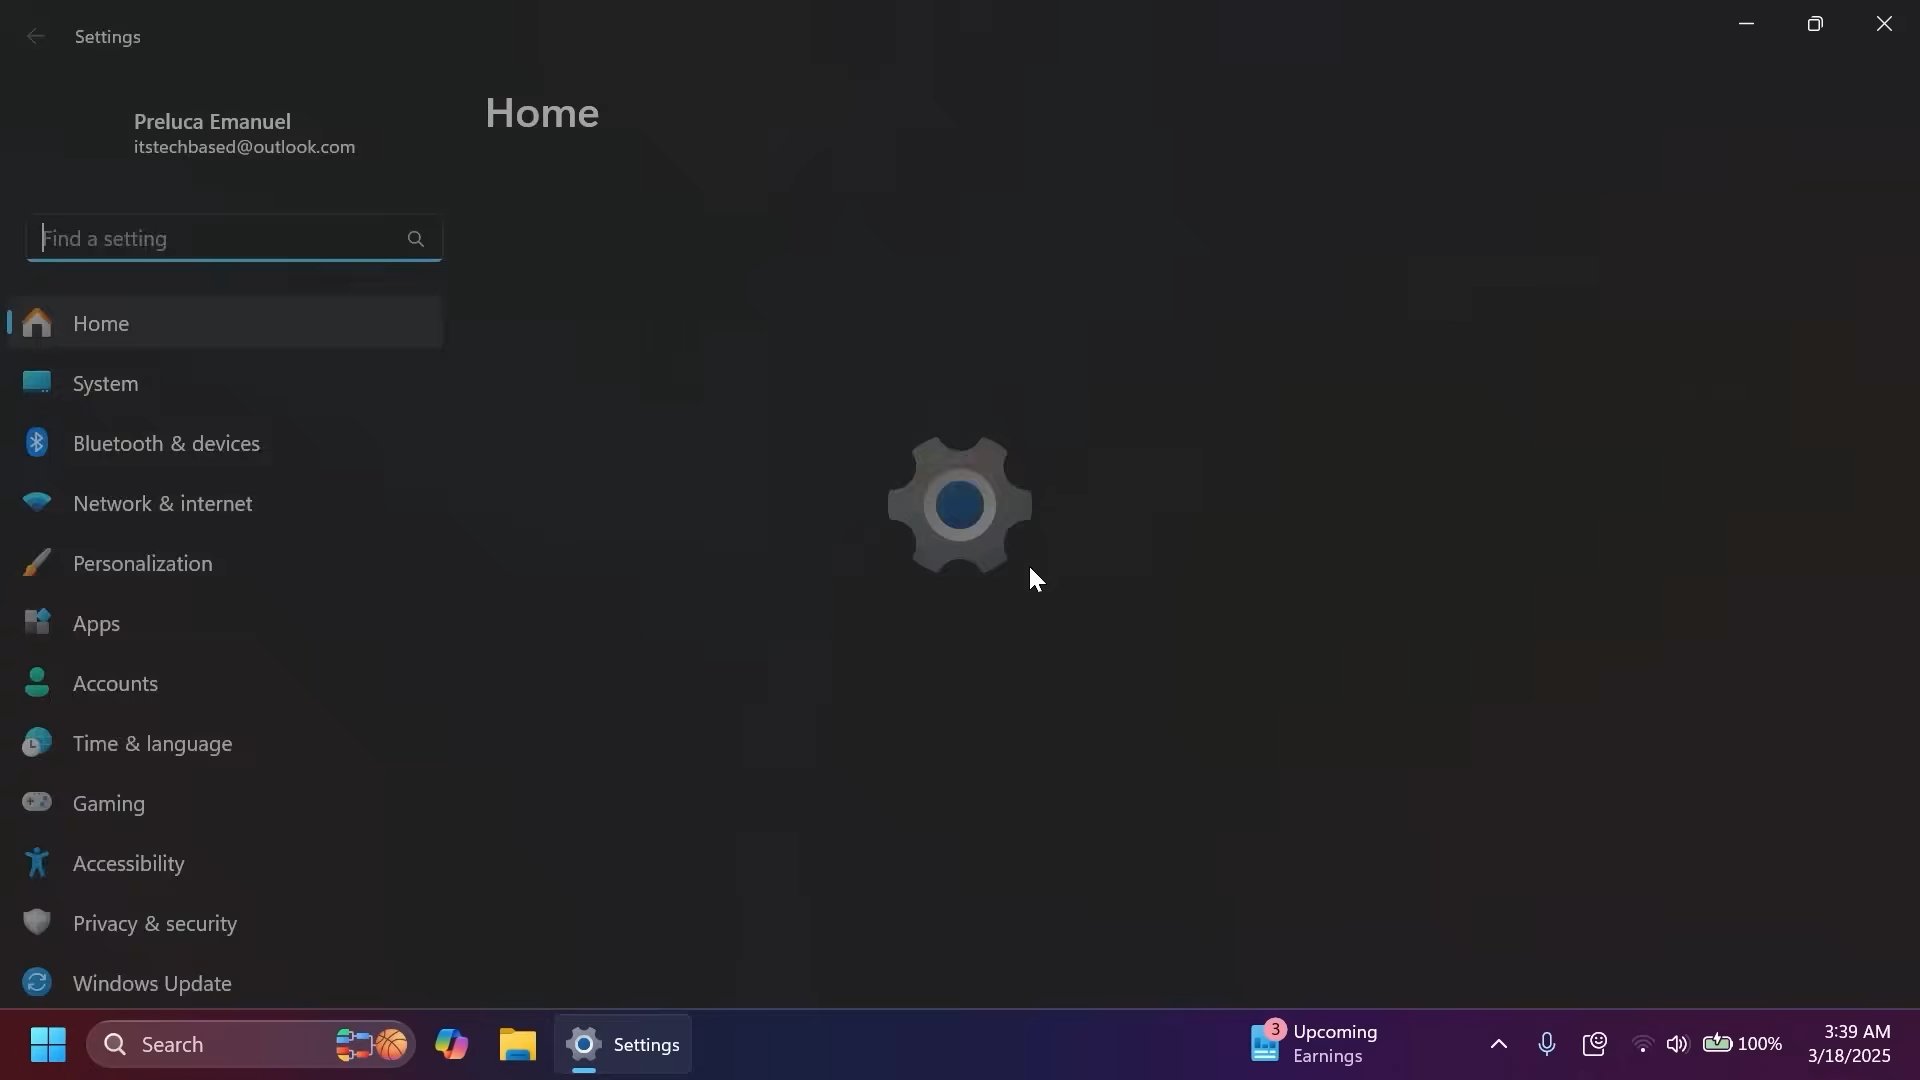 Settings
Preluca Emanuel
itstechbased@outlook.com
Home
Find a setting
Home
System
Bluetooth & devices
Network & internet
Personalization
Apps
Accounts
Time & language
Gaming
Accessibility
Privacy & security
Windows Update
Search
Settings
3
Upcoming
Earnings
100%
3:39 AM
3/18/2025